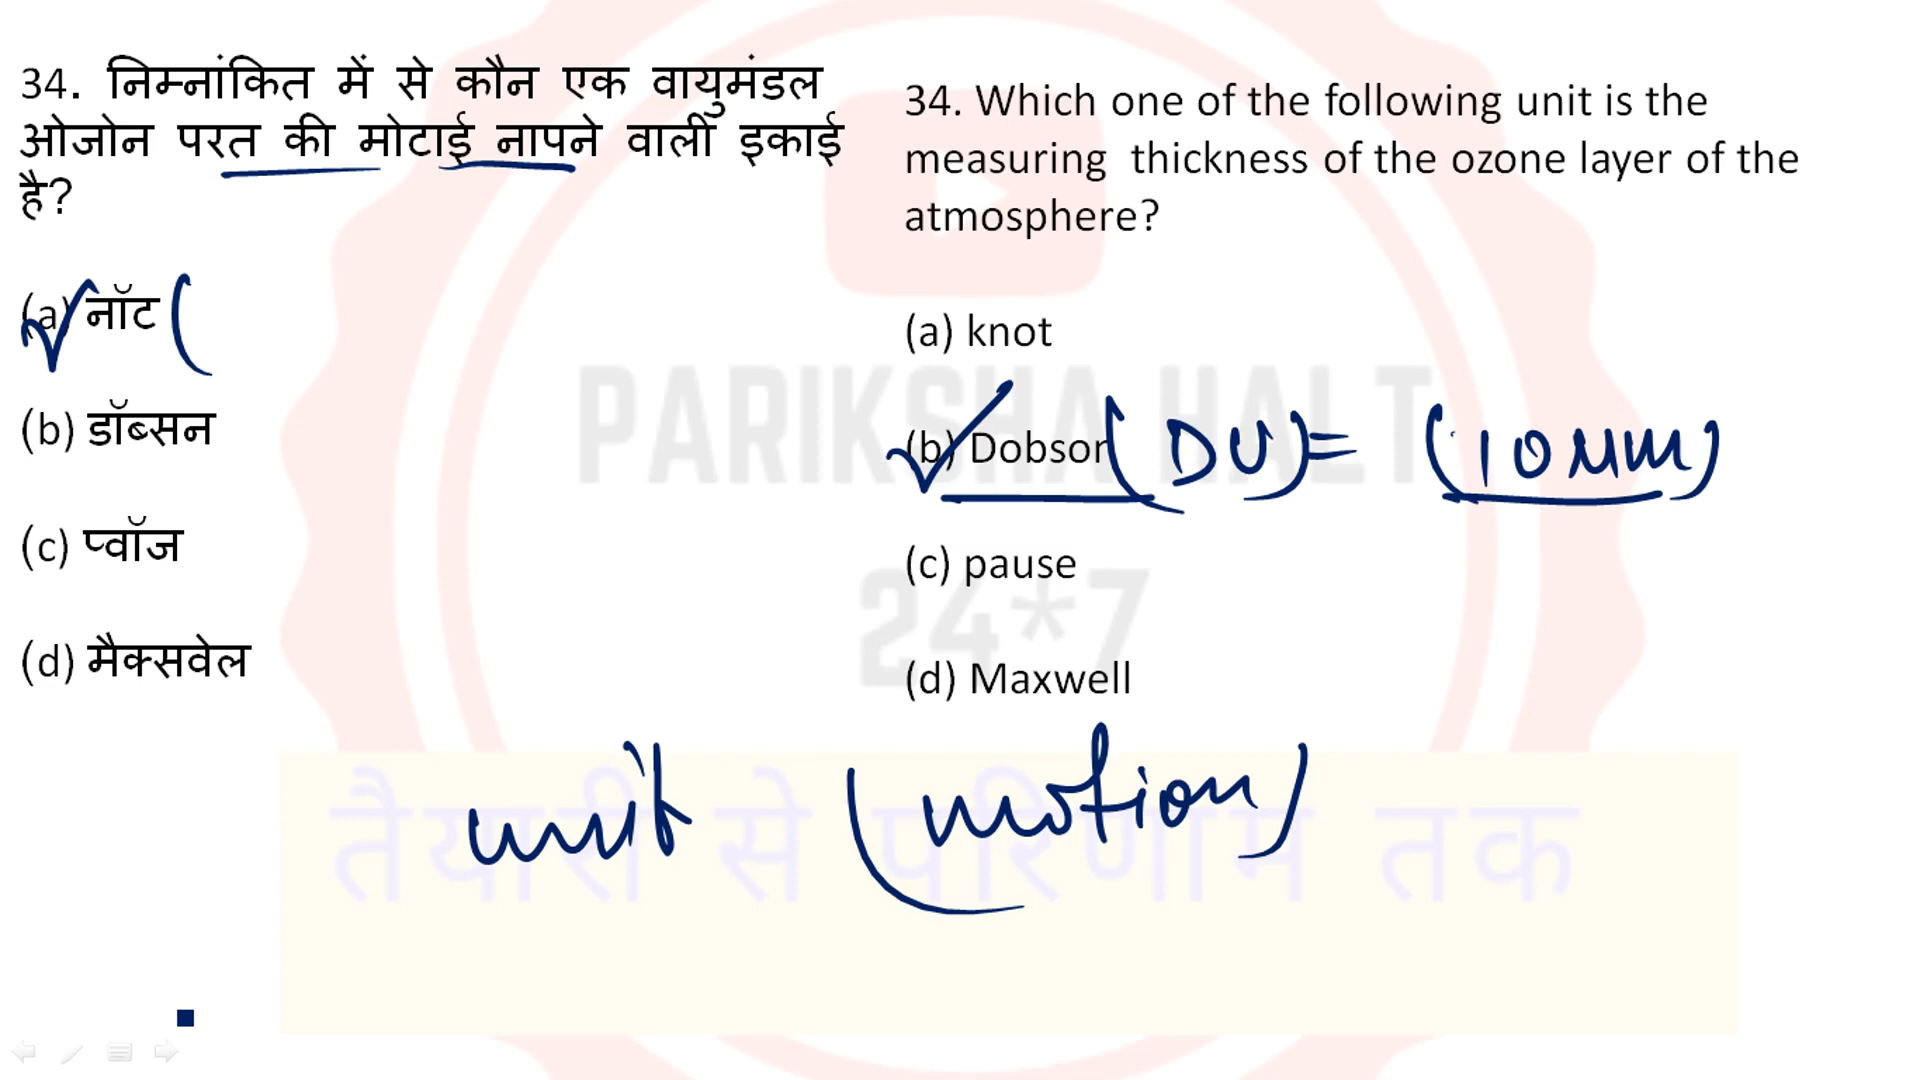 34. निम्नांकित में से कौन एक वायुमंडल
ओजोन परत की मोटाई नापने वाली इकाई
है?
(a) नॉट (
(b) डॉब्सन
(c) प्वॉज
(d) मैक्सवेल
34. Which one of the following unit is the
measuring thickness of the ozone layer of the
atmosphere?
(a) knot
(b) Dobson (DU) = (10 μm)
(c) pause
(d) Maxwell
unit (motion)
PARIKSHA HALT
24*7
तैयारी से परिणाम तक